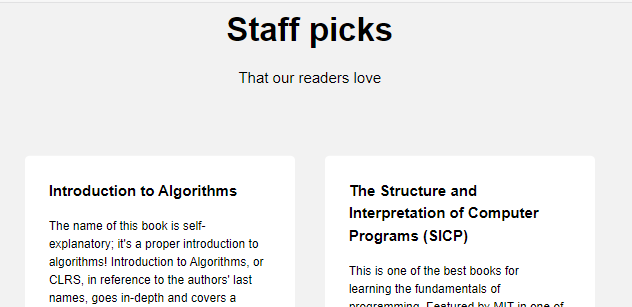 Staff picks
That our readers love
Introduction to Algorithms
The name of this book is self-
explanatory; it's a proper introduction to
algorithms! Introduction to Algorithms, or
CLRS, in reference to the authors' last
names, goes in-depth and covers a
The Structure and
Interpretation of Computer
Programs (SICP)
This is one of the best books for
learning the fundamentals of
programming. Featured by MIT in one of